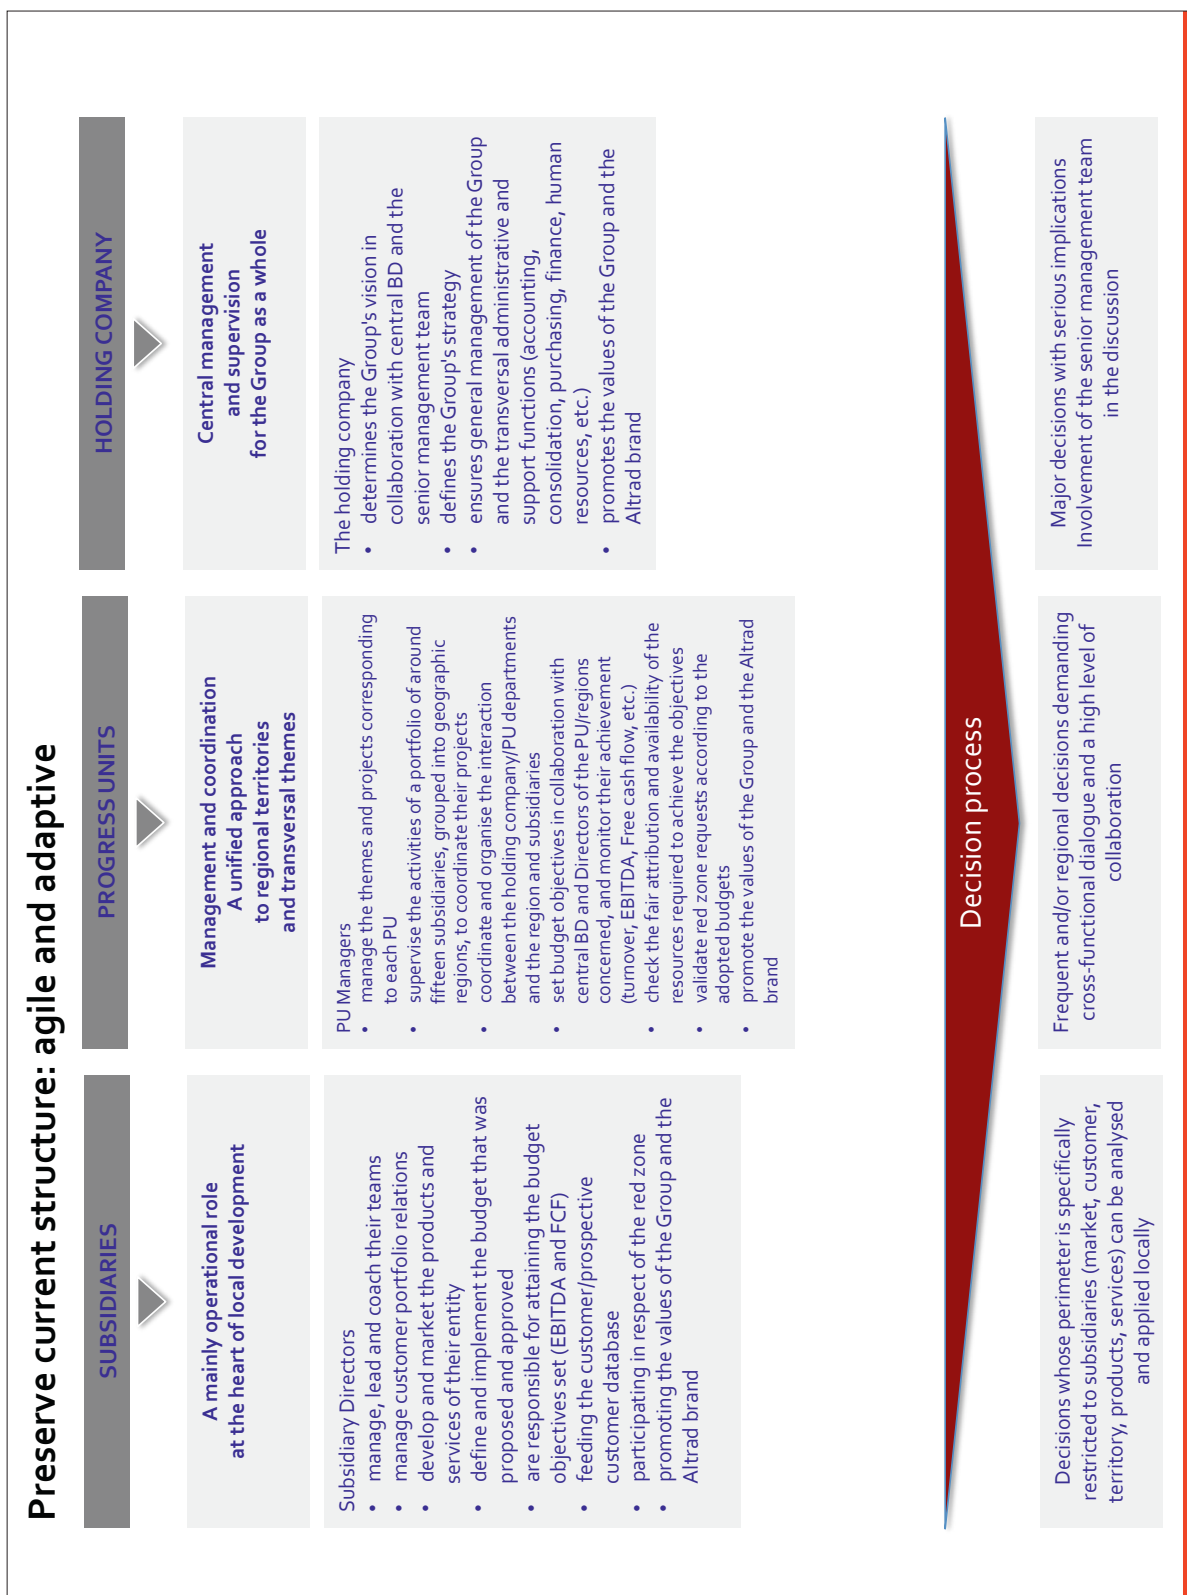 Preserve current structure: agile and adaptive
SUBSIDIARIES
A mainly operational role
at the heart of local development
Subsidiary Directors
• manage, lead and coach their teams
• manage customer portfolio relations
• develop and market the products and
services of their entity
• define and implement the budget that was
proposed and approved
• are responsible for attaining the budget
objectives set (EBITDA and FCF)
• feeding the customer/prospective
customer database
• participating in respect of the red zone
• promoting the values of the Group and the
Altrad brand
PROGRESS UNITS
Management and coordination
A unified approach
to regional territories
and transversal themes
PU Managers
• manage the themes and projects corresponding
to each PU
• supervise the activities of a portfolio of around
fifteen subsidiaries, grouped into geographic
regions, to coordinate their projects
• coordinate and organise the interaction
between the holding company/PU departments
and the region and subsidiaries
• set budget objectives in collaboration with
central BD and Directors of the PU/regions
concerned, and monitor their achievement
(turnover, EBITDA, Free cash flow, etc.)
• check the fair attribution and availability of the
resources required to achieve the objectives
• validate red zone requests according to the
adopted budgets
• promote the values of the Group and the Altrad
brand
HOLDING COMPANY
Central management
and supervision
for the Group as a whole
The holding company
• determines the Group's vision in
collaboration with central BD and the
senior management team
• defines the Group's strategy
• ensures general management of the Group
and the transversal administrative and
support functions (accounting,
consolidation, purchasing, finance, human
resources, etc.)
• promotes the values of the Group and the
Altrad brand
Decision process
Decisions whose perimeter is specifically
restricted to subsidiaries (market, customer,
territory, products, services) can be analysed
and applied locally
Frequent and/or regional decisions demanding
cross-functional dialogue and a high level of
collaboration
Major decisions with serious implications
Involvement of the senior management team
in the discussion